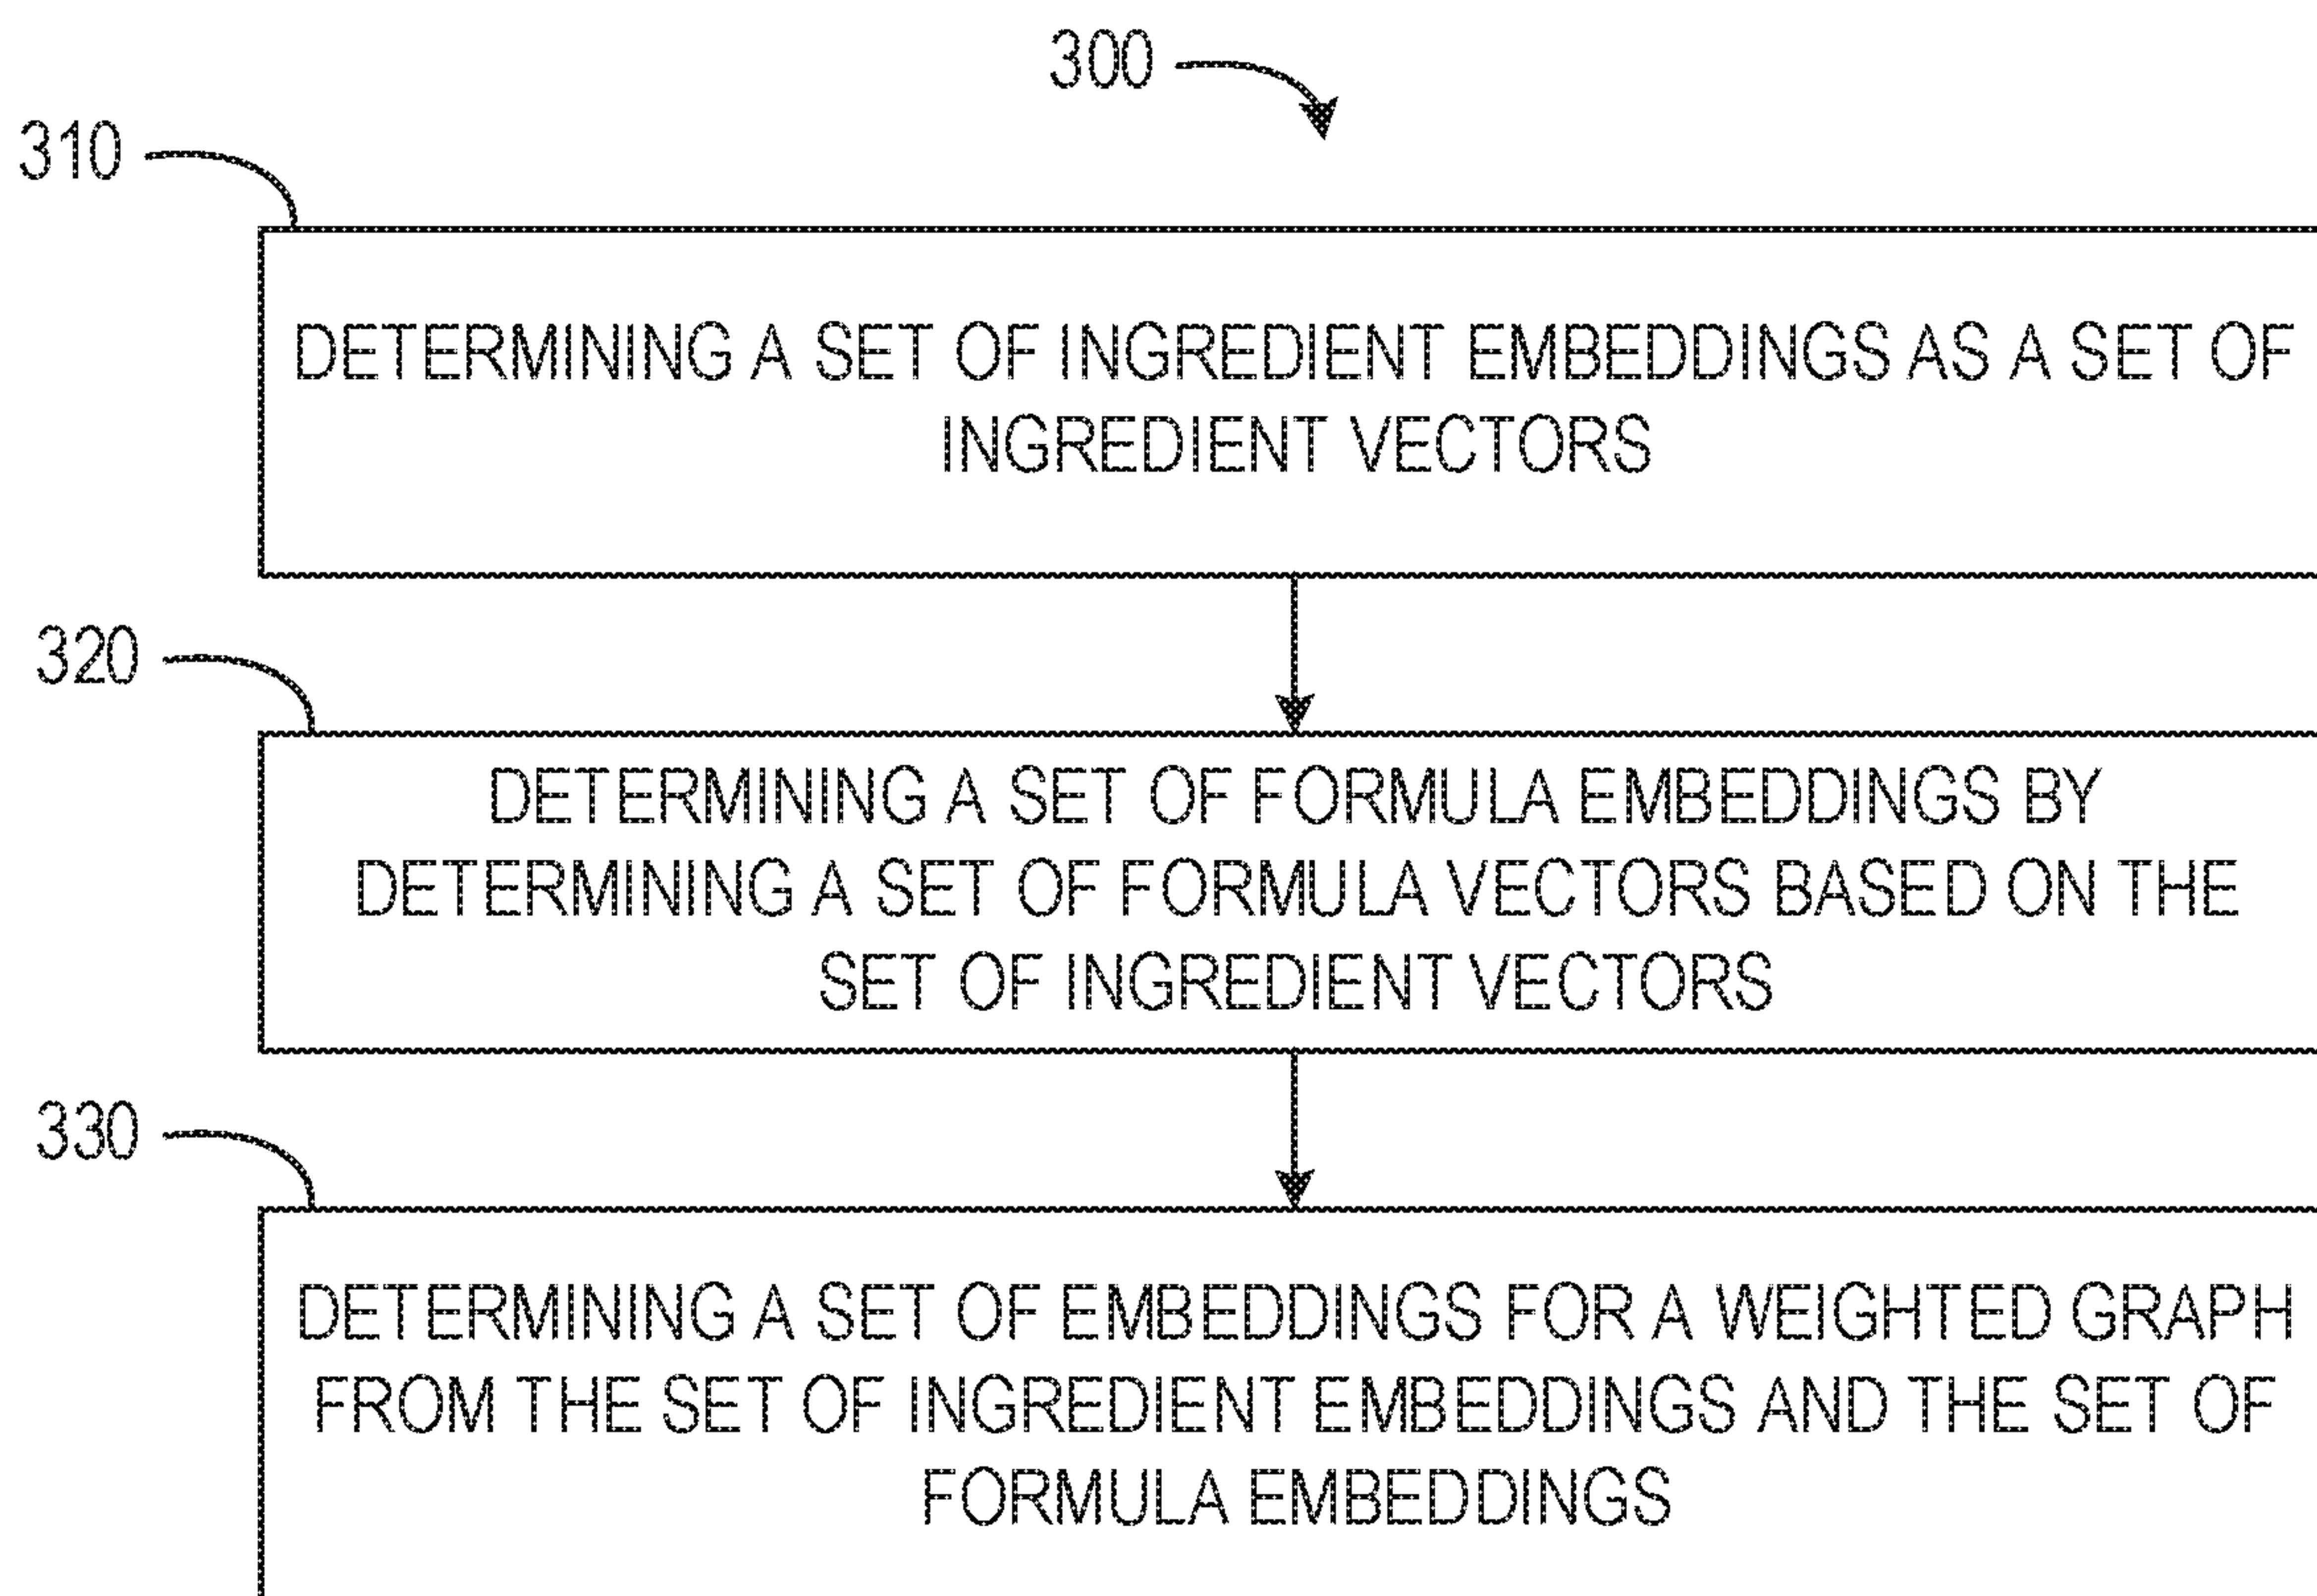 300
310
DETERMINING A SET OF INGREDIENT EMBEDDINGS AS A SET OF
INGREDIENT VECTORS
320
DETERMINING A SET OF FORMULA EMBEDDINGS BY
DETERMINING A SET OF FORMULA VECTORS BASED ON THE
SET OF INGREDIENT VECTORS
330
DETERMINING A SET OF EMBEDDINGS FOR A WEIGHTED GRAPH
FROM THE SET OF INGREDIENT EMBEDDINGS AND THE SET OF
FORMULA EMBEDDINGS